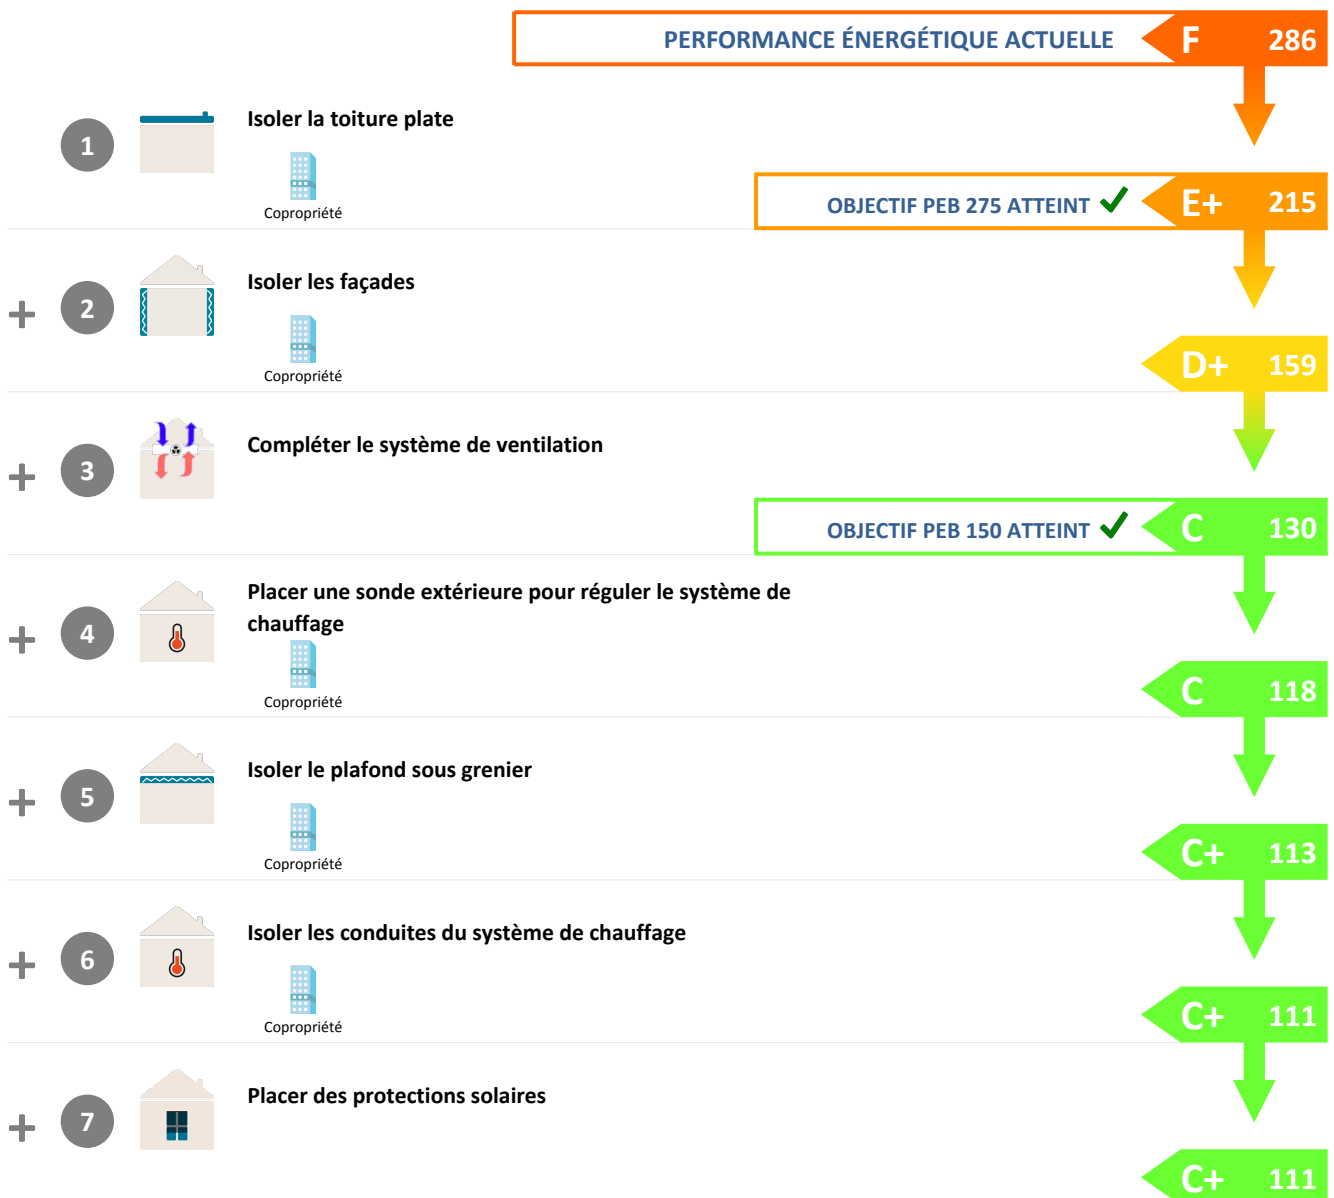 PERFORMANCE ÉNERGÉTIQUE ACTUELLE F 286
1 Isoler la toiture plate
Copropriété
OBJECTIF PEB 275 ATTEINT E+ 215
+ 2 Isoler les façades
Copropriété
D+ 159
+ 3 Compléter le système de ventilation
OBJECTIF PEB 150 ATTEINT C 130
+ 4 Placer une sonde extérieure pour réguler le système de
chauffage
Copropriété
C 118
+ 5 Isoler le plafond sous grenier
Copropriété
C+ 113
+ 6 Isoler les conduites du système de chauffage
Copropriété
C+ 111
+ 7 Placer des protections solaires
C+ 111